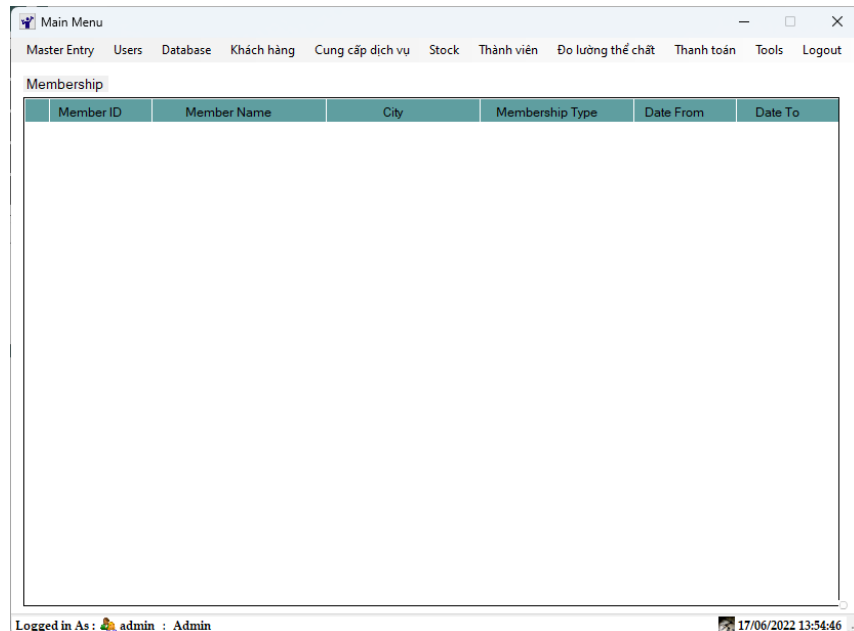 Main Menu
Master Entry Users Database Khách hàng Cung cấp dịch vụ Stock Thành viên Đo lường thể chất Thanh toán Tools Logout
Membership
Member ID Member Name City Membership Type Date From Date To
Logged in As : admin : Admin 17/06/2022 13:54:46